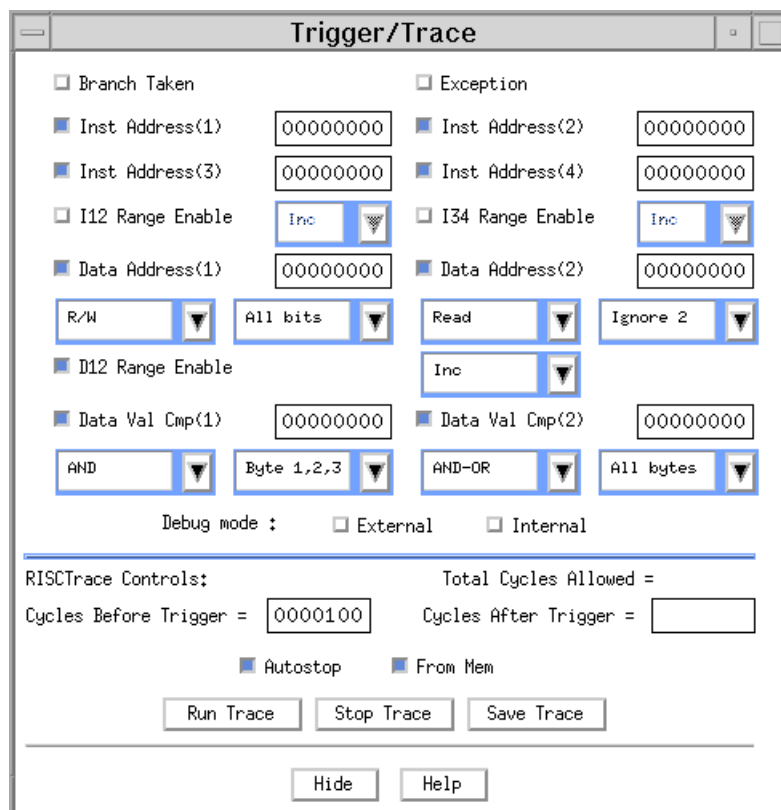 Trigger/Trace
Branch Taken Exception
Inst Address(1) 00000000 Inst Address(2) 00000000
Inst Address(3) 00000000 Inst Address(4) 00000000
I12 Range Enable Inc I34 Range Enable Inc
Data Address(1) 00000000 Data Address(2) 00000000
R/W All bits Read Ignore 2
D12 Range Enable Inc
Data Val Cmp(1) 00000000 Data Val Cmp(2) 00000000
AND Byte 1,2,3 AND-OR All bytes
Debug mode : External Internal
RISCTrace Controls: Total Cycles Allowed =
Cycles Before Trigger = 0000100 Cycles After Trigger =
Autostop From Mem
Run Trace Stop Trace Save Trace
Hide Help